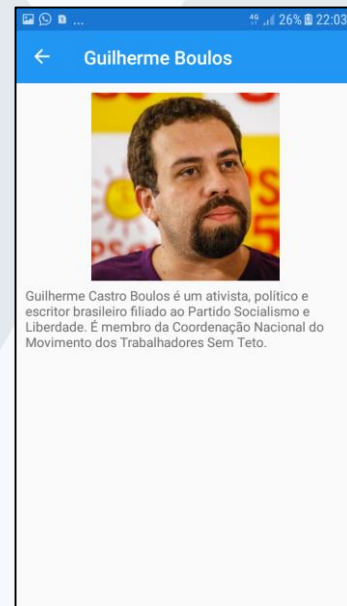 4G 26% 22:03
Guilherme Boulos
Guilherme Castro Boulos é um ativista, político e
escritor brasileiro filiado ao Partido Socialismo e
Liberdade. É membro da Coordenação Nacional do
Movimento dos Trabalhadores Sem Teto.